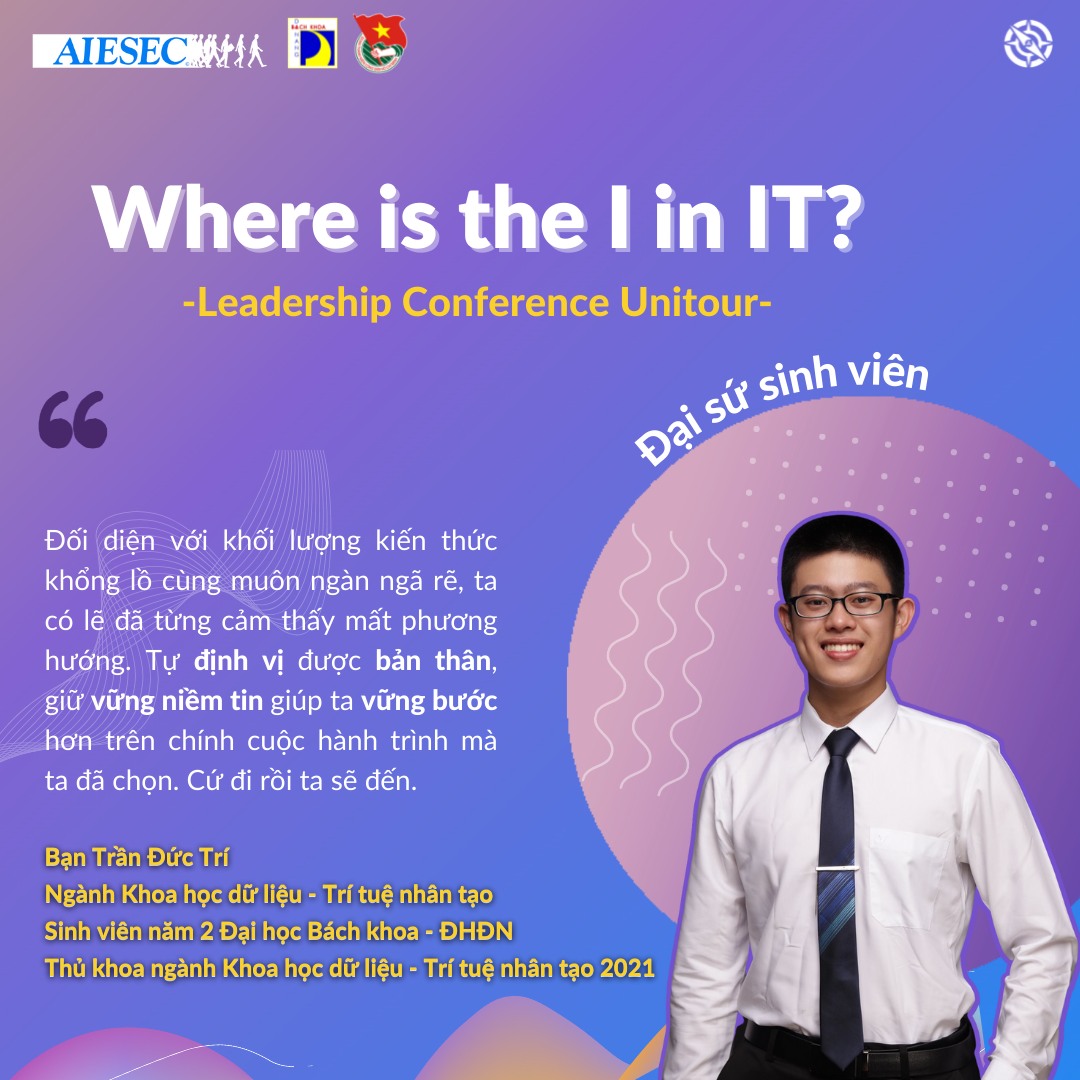 AIESEC
BÁCH KHOA
ĐÀ NẴNG
Where is the I in IT?
-Leadership Conference Unitour-
Đại sứ sinh viên
“
Đối diện với khối lượng kiến thức
khổng lồ cùng muôn ngàn ngã rẽ, ta
có lẽ đã từng cảm thấy mất phương
hướng. Tự định vị được bản thân,
giữ vững niềm tin giúp ta vững bước
hơn trên chính cuộc hành trình mà
ta đã chọn. Cứ đi rồi ta sẽ đến.
Bạn Trần Đức Trí
Ngành Khoa học dữ liệu - Trí tuệ nhân tạo
Sinh viên năm 2 Đại học Bách khoa - ĐHĐN
Thủ khoa ngành Khoa học dữ liệu - Trí tuệ nhân tạo 2021